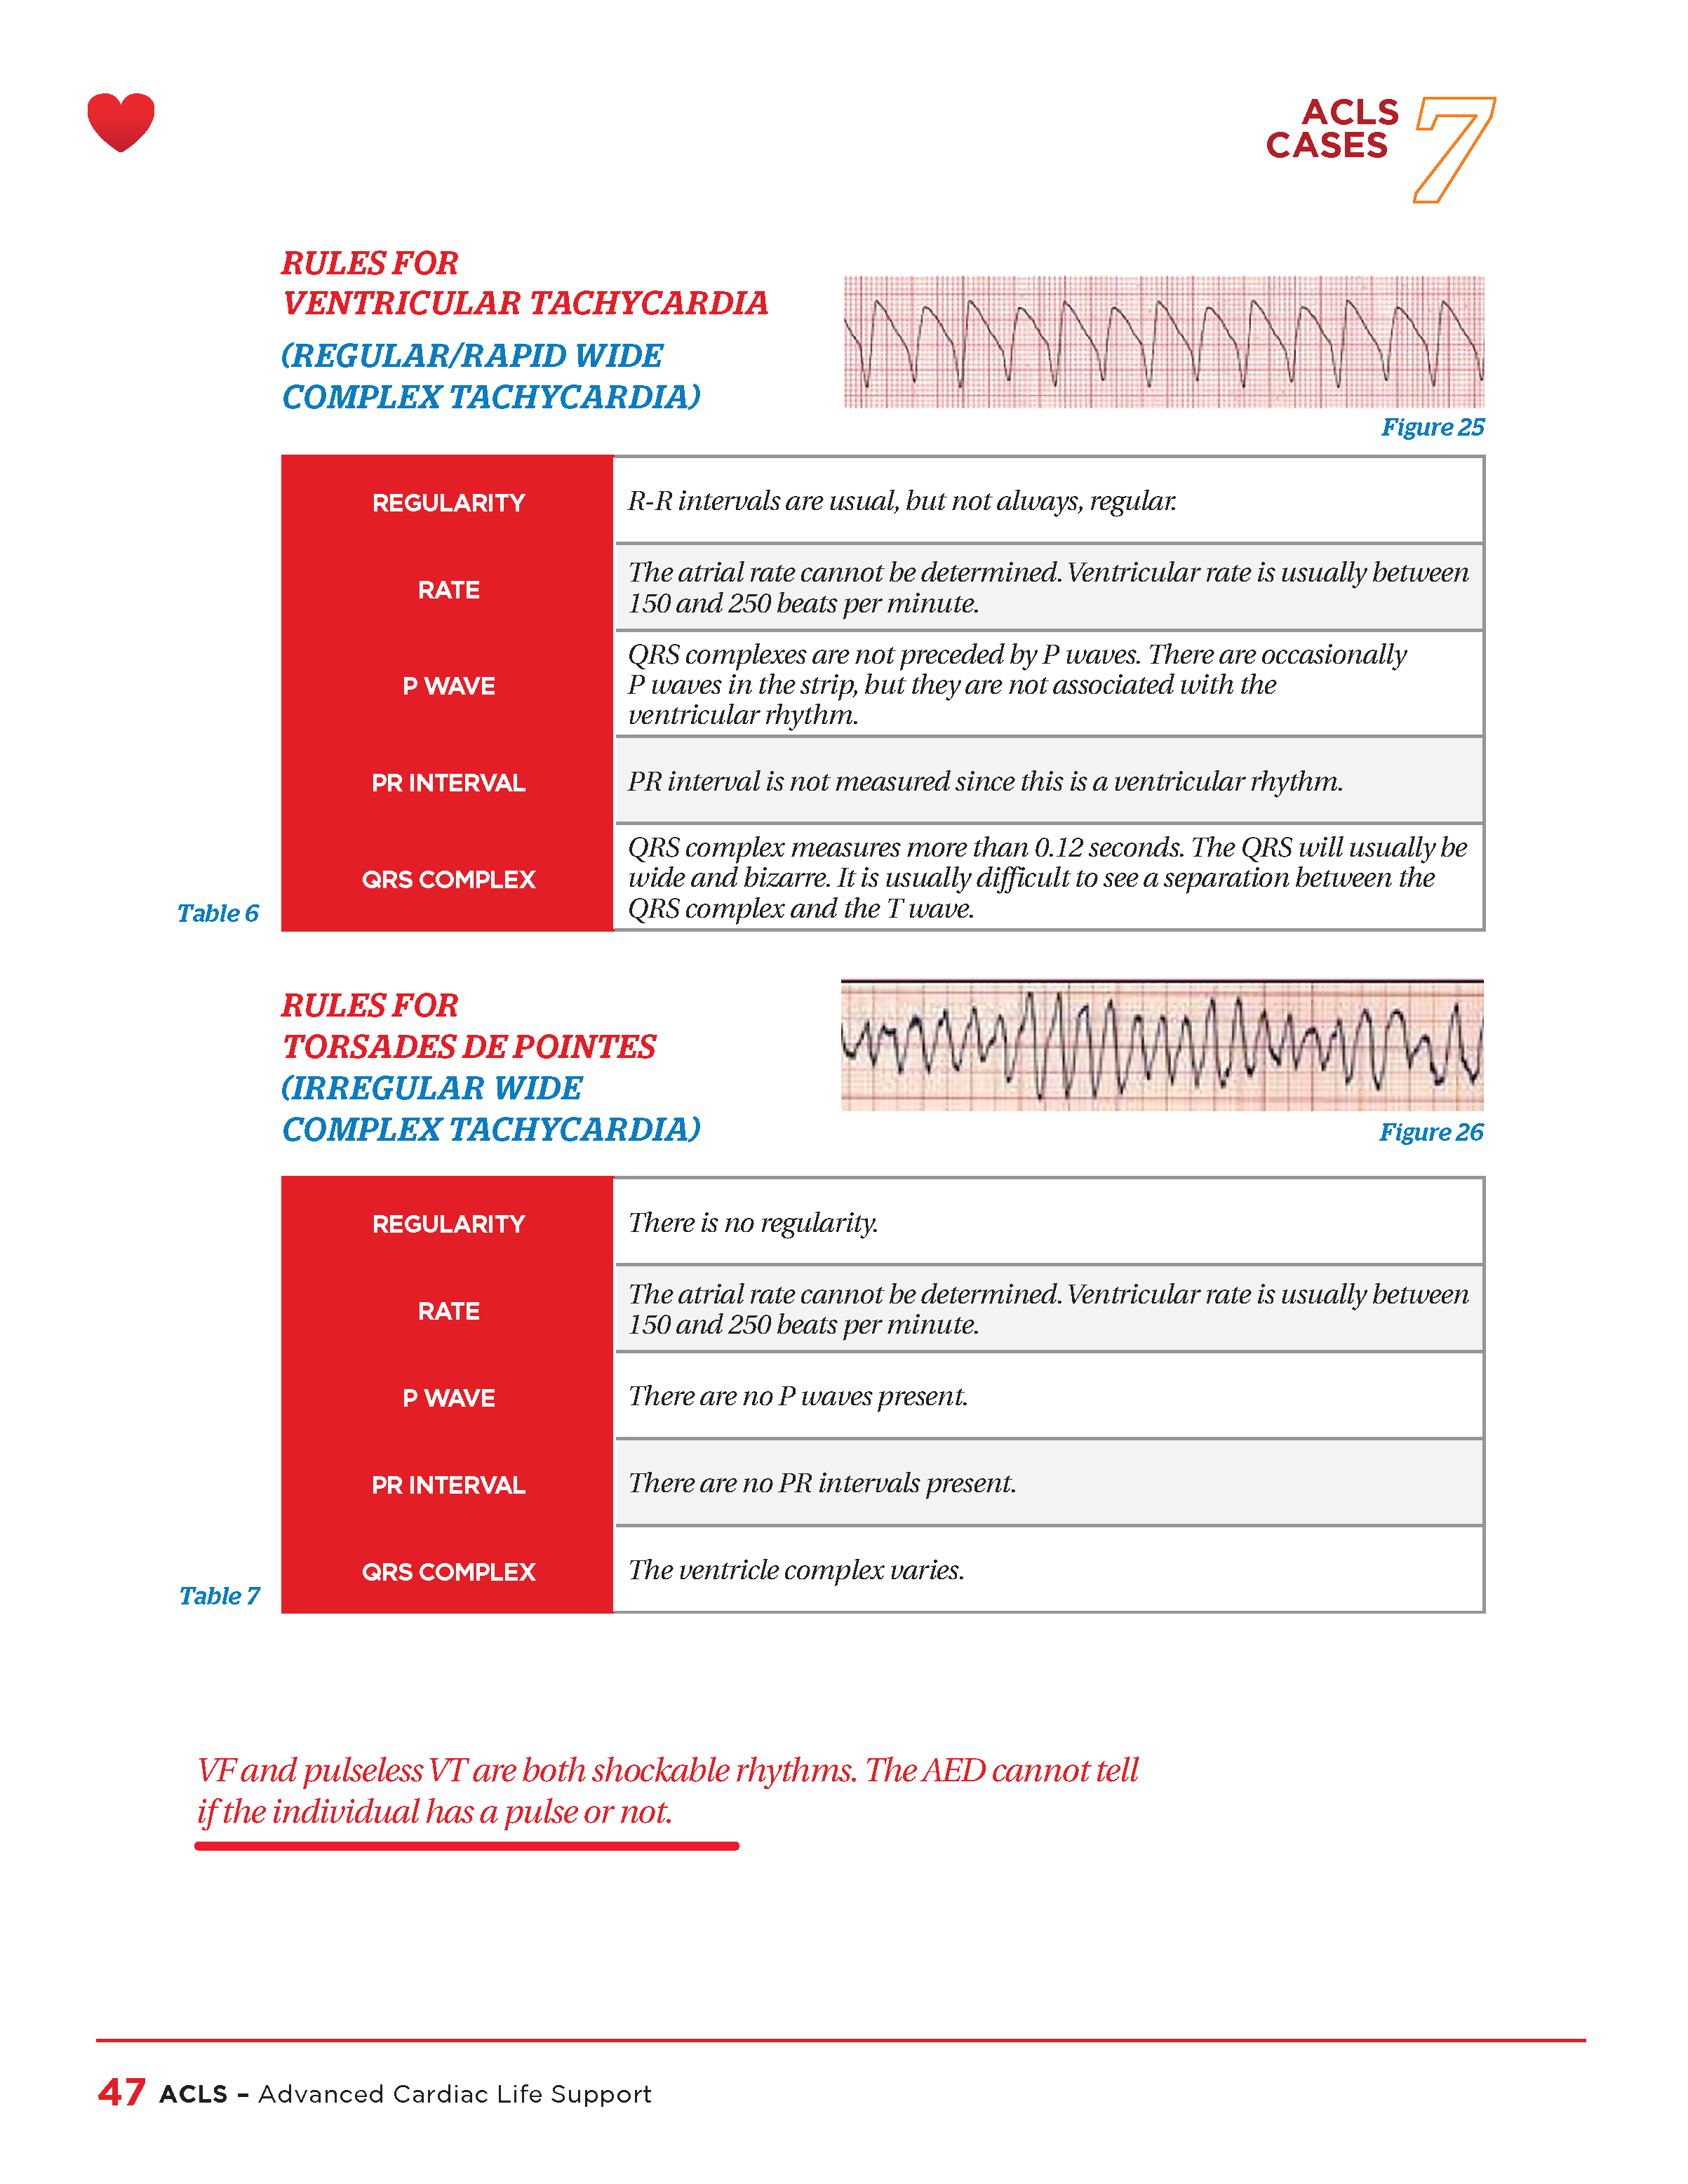 ACLS
CASES
7
RULES FOR
VENTRICULAR TACHYCARDIA
(REGULAR/RAPID WIDE
COMPLEX TACHYCARDIA)
Figure 25
REGULARITY
R-R intervals are usual, but not always, regular.
RATE
The atrial rate cannot be determined. Ventricular rate is usually between
150 and 250 beats per minute.
P WAVE
QRS complexes are not preceded by P waves. There are occasionally
P waves in the strip, but they are not associated with the
ventricular rhythm.
PR INTERVAL
PR interval is not measured since this is a ventricular rhythm.
QRS COMPLEX
QRS complex measures more than 0.12 seconds. The QRS will usually be
wide and bizarre. It is usually difficult to see a separation between the
QRS complex and the T wave.
Table 6
RULES FOR
TORSADES DE POINTES
(IRREGULAR WIDE
COMPLEX TACHYCARDIA)
Figure 26
REGULARITY
There is no regularity.
RATE
The atrial rate cannot be determined. Ventricular rate is usually between
150 and 250 beats per minute.
P WAVE
There are no P waves present.
PR INTERVAL
There are no PR intervals present.
QRS COMPLEX
The ventricle complex varies.
Table 7
VF and pulseless VT are both shockable rhythms. The AED cannot tell
if the individual has a pulse or not.
47 ACLS – Advanced Cardiac Life Support